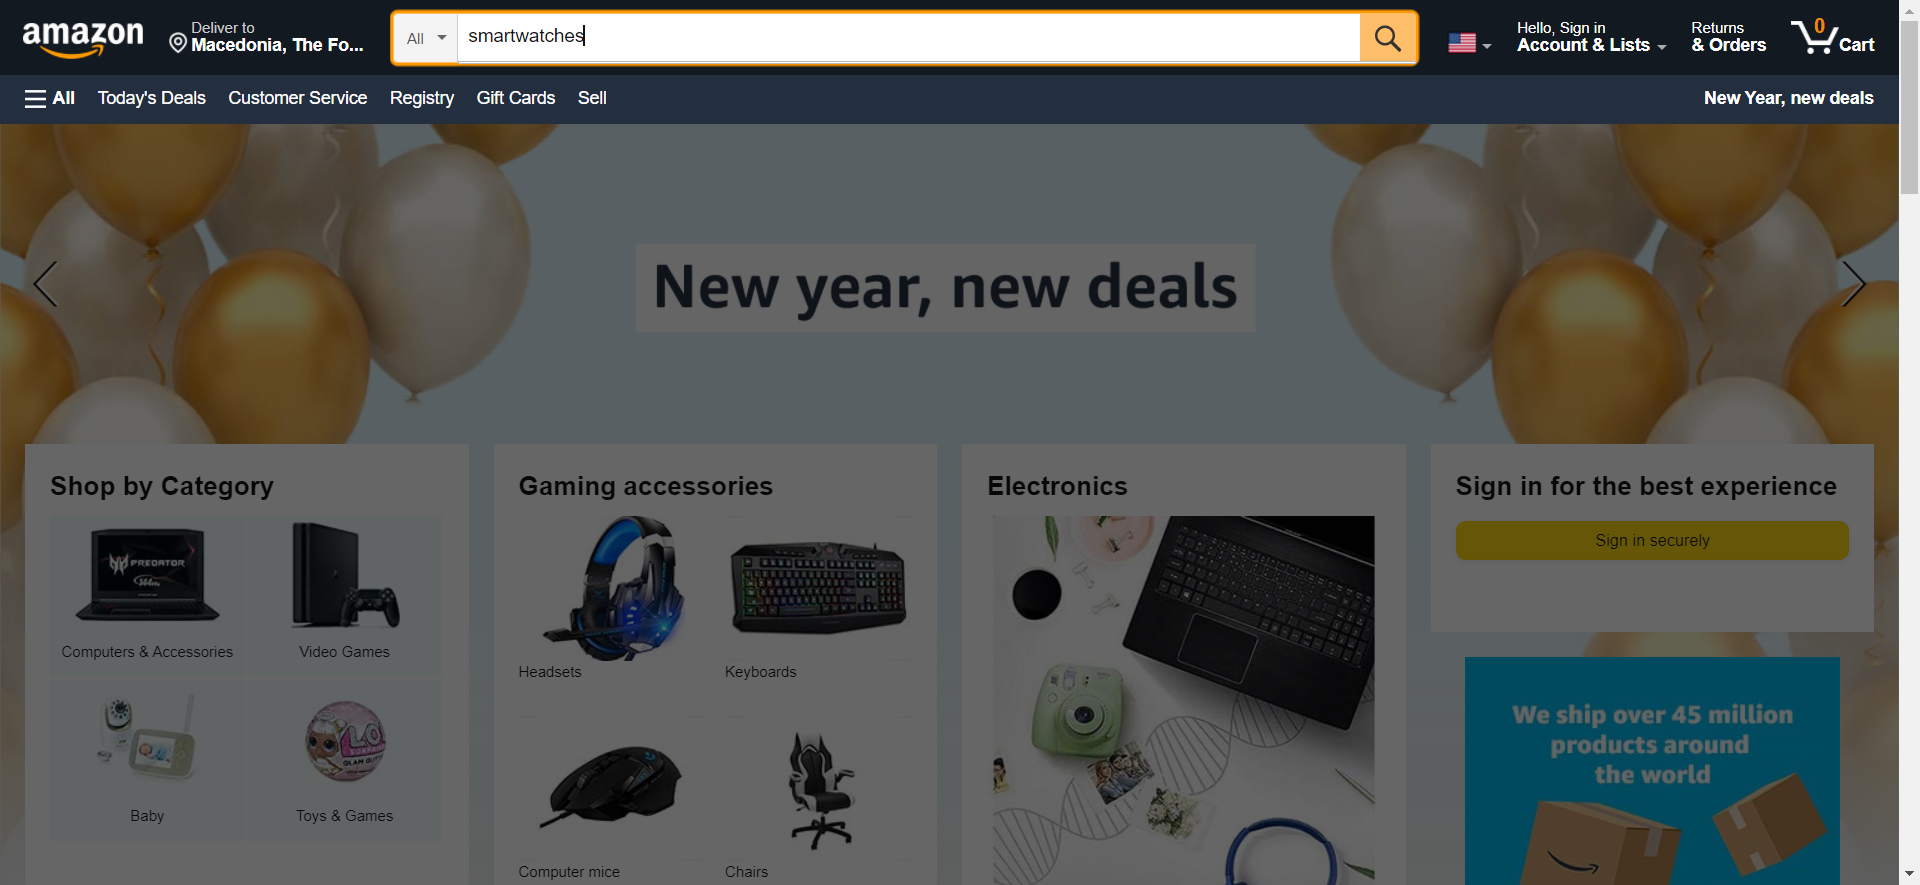 amazon
Deliver to
Macedonia, The Fo...
All
smartwatches
Hello, Sign in
Account & Lists
Returns
& Orders
0
Cart
All
Today's Deals
Customer Service
Registry
Gift Cards
Sell
New Year, new deals
New year, new deals
Shop by Category
PREDATOR
Computers & Accessories
Video Games
Baby
Toys & Games
Gaming accessories
Headsets
Keyboards
Computer mice
Chairs
Electronics
Sign in for the best experience
Sign in securely
We ship over 45 million
products around
the world